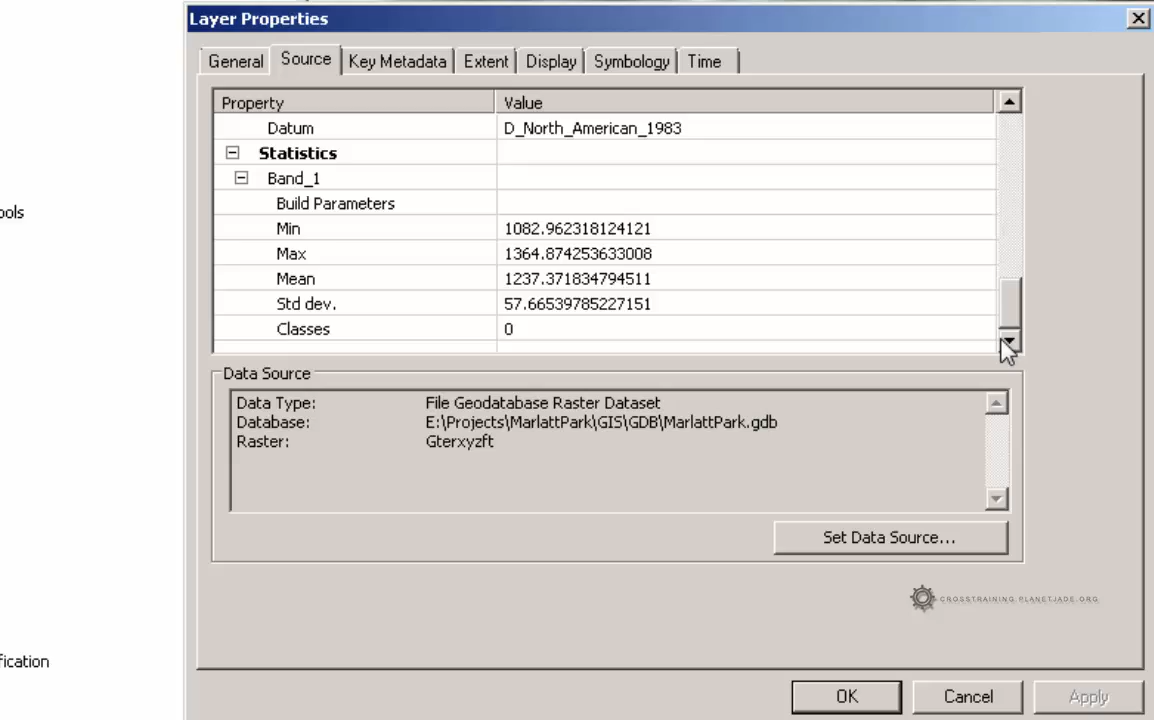 Layer Properties
General Source Key Metadata Extent Display Symbology Time
Property Value
Datum D_North_American_1983
Statistics
Band_1
Build Parameters
Min 1082.962318124121
Max 1364.874253633008
Mean 1237.371834794511
Std dev. 57.66539785227151
Classes 0
ools
Data Source
Data Type: File Geodatabase Raster Dataset
Database: E:\Projects\MarlattPark\GIS\GDB\MarlattPark.gdb
Raster: Gterxyzft
Set Data Source...
CROSSTRAINING.PLANETJADE.ORG
fication
OK Cancel Apply